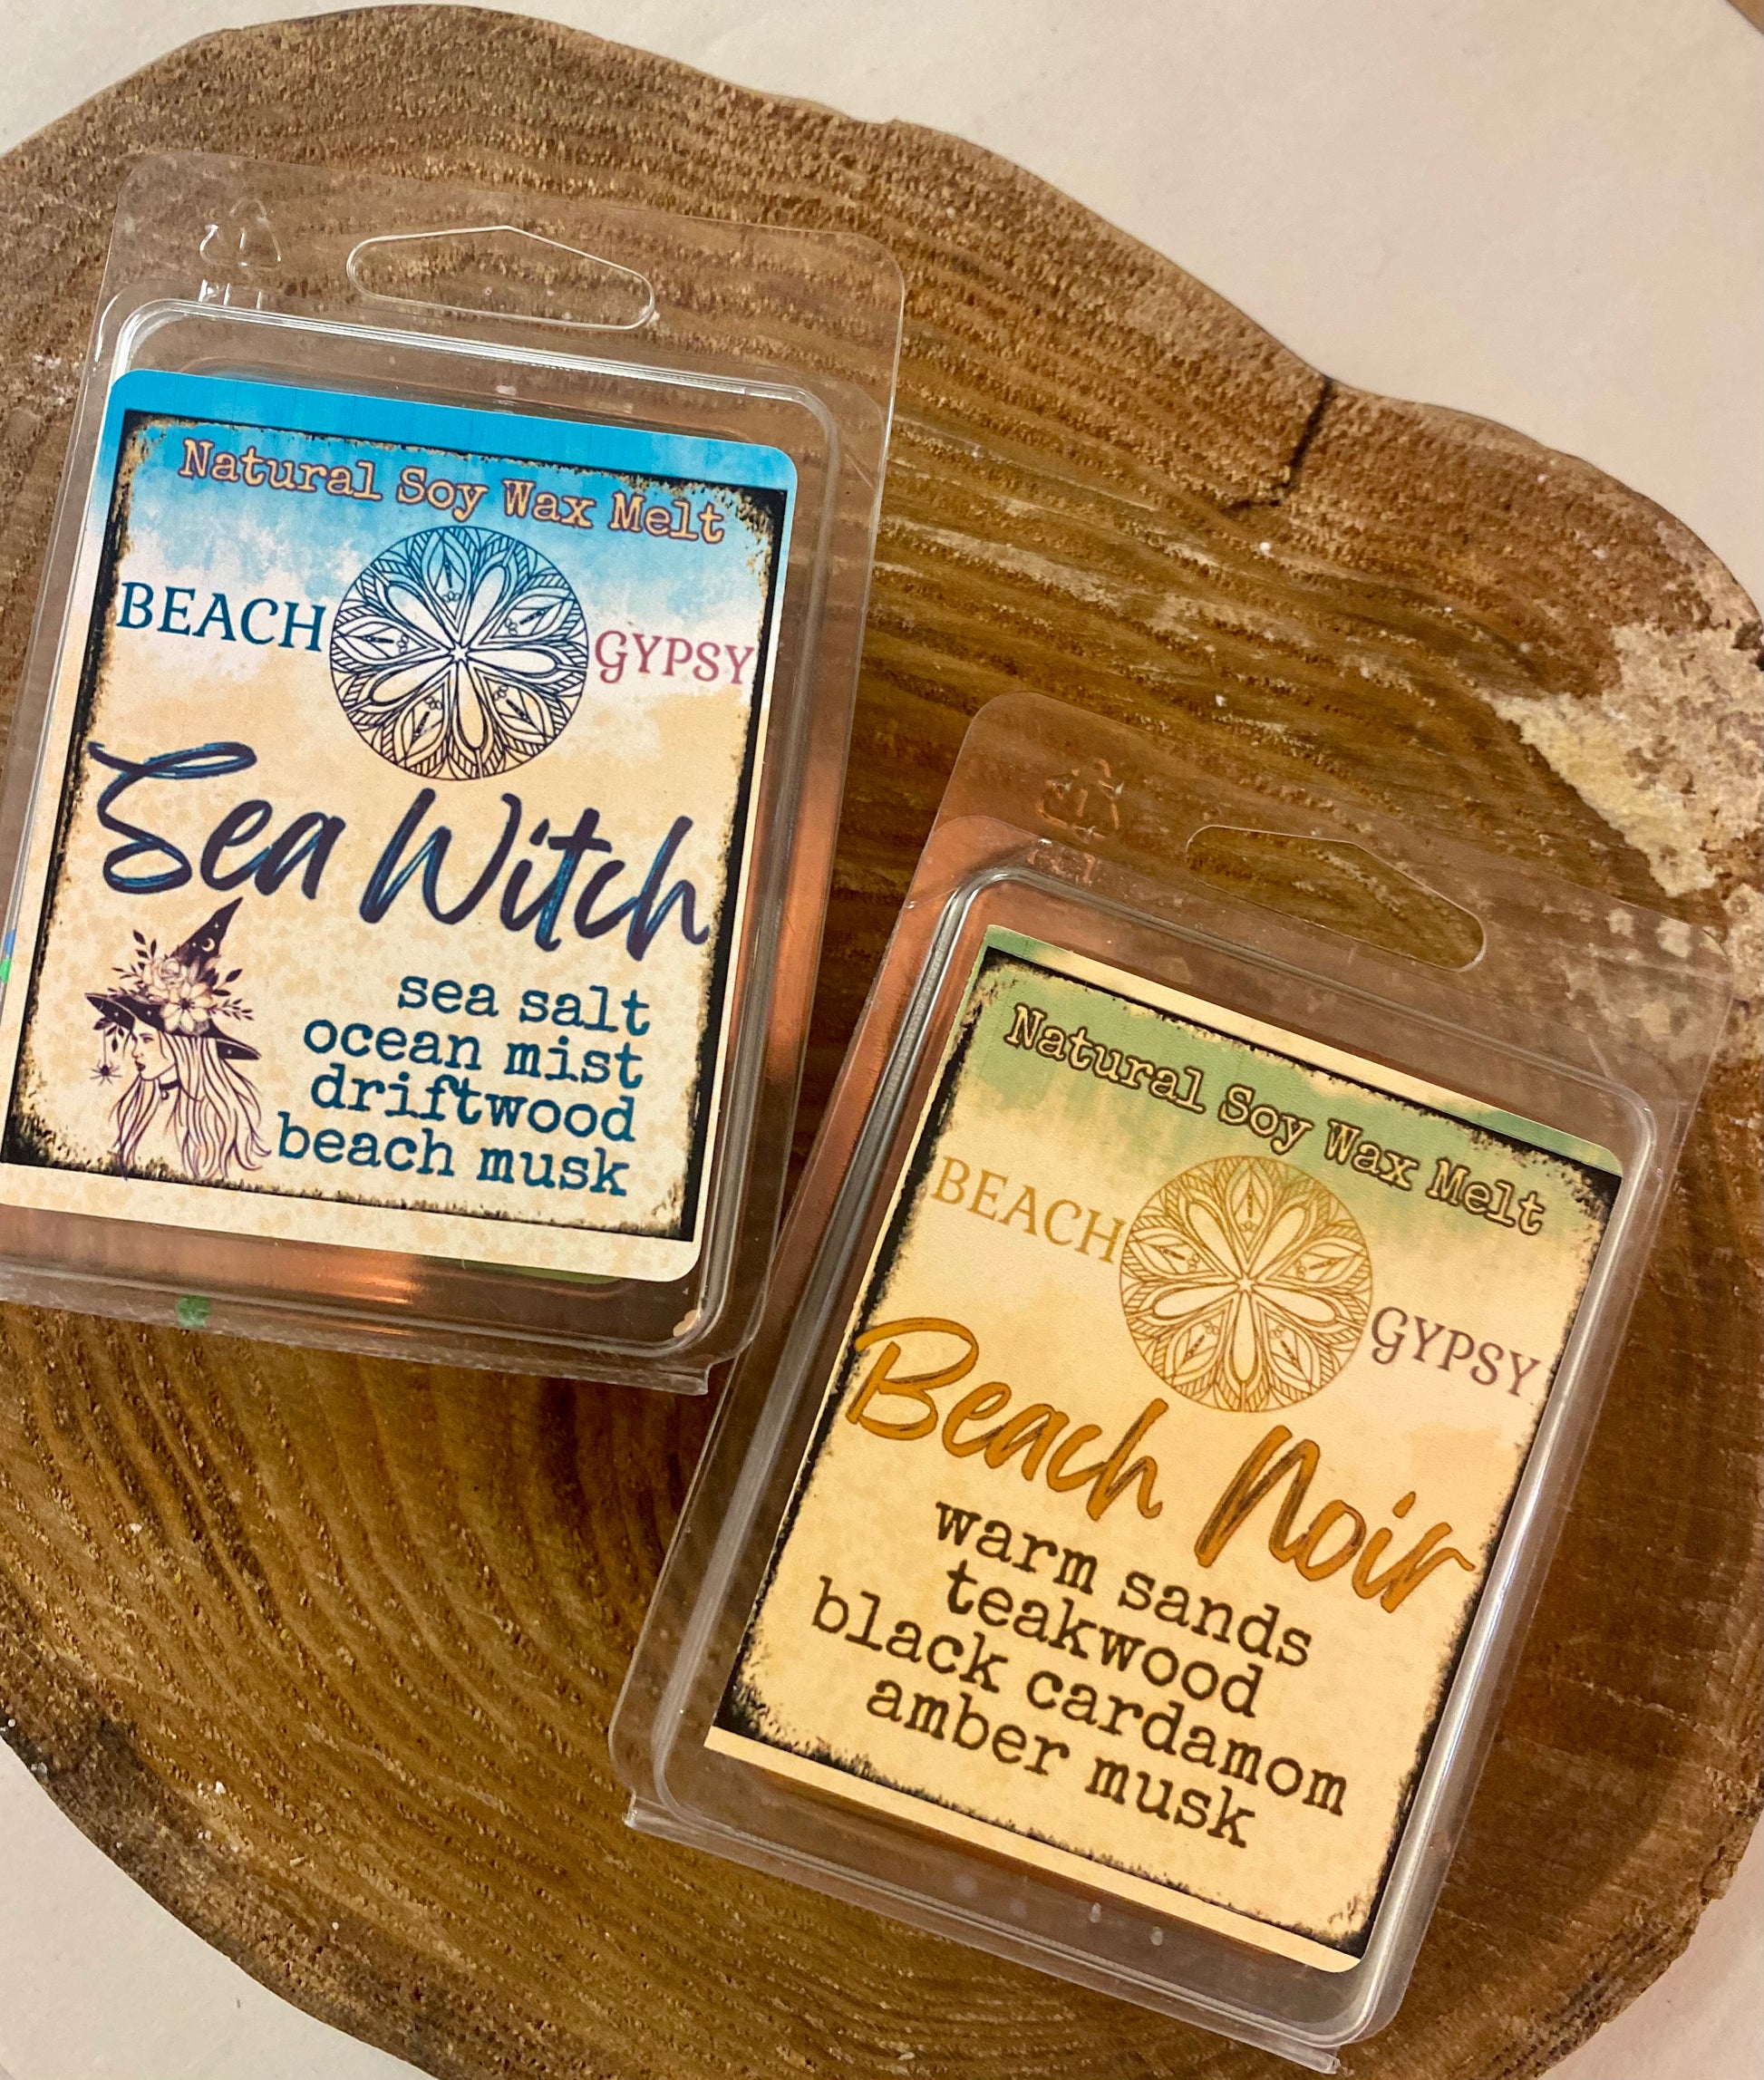 Natural Soy Wax Melt
BEACH GYPSY
Sea Witch
sea salt
ocean mist
driftwood
beach musk
Natural Soy Wax Melt
BEACH GYPSY
Beach Noir
warm sands
teakwood
black cardamom
amber musk